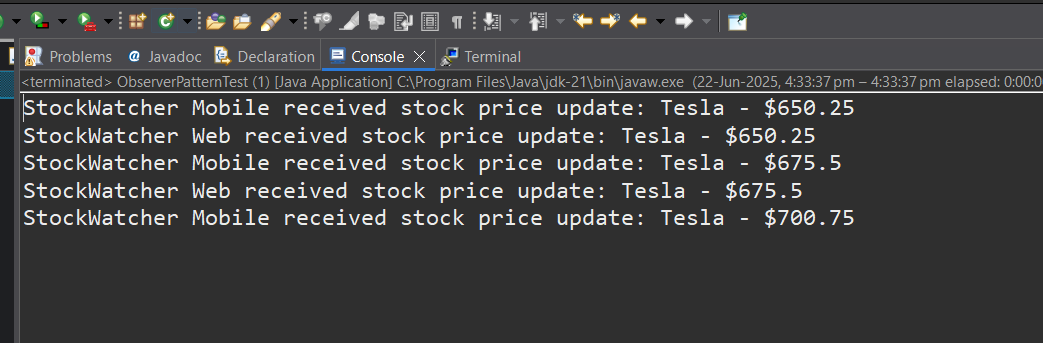 Problems Javadoc Declaration Console Terminal
<terminated> ObserverPatternTest (1) [Java Application] C:\Program Files\Java\jdk-21\bin\javaw.exe (22-Jun-2025, 4:33:37 pm – 4:33:37 pm elapsed: 0:00:0
StockWatcher Mobile received stock price update: Tesla - $650.25
StockWatcher Web received stock price update: Tesla - $650.25
StockWatcher Mobile received stock price update: Tesla - $675.5
StockWatcher Web received stock price update: Tesla - $675.5
StockWatcher Mobile received stock price update: Tesla - $700.75